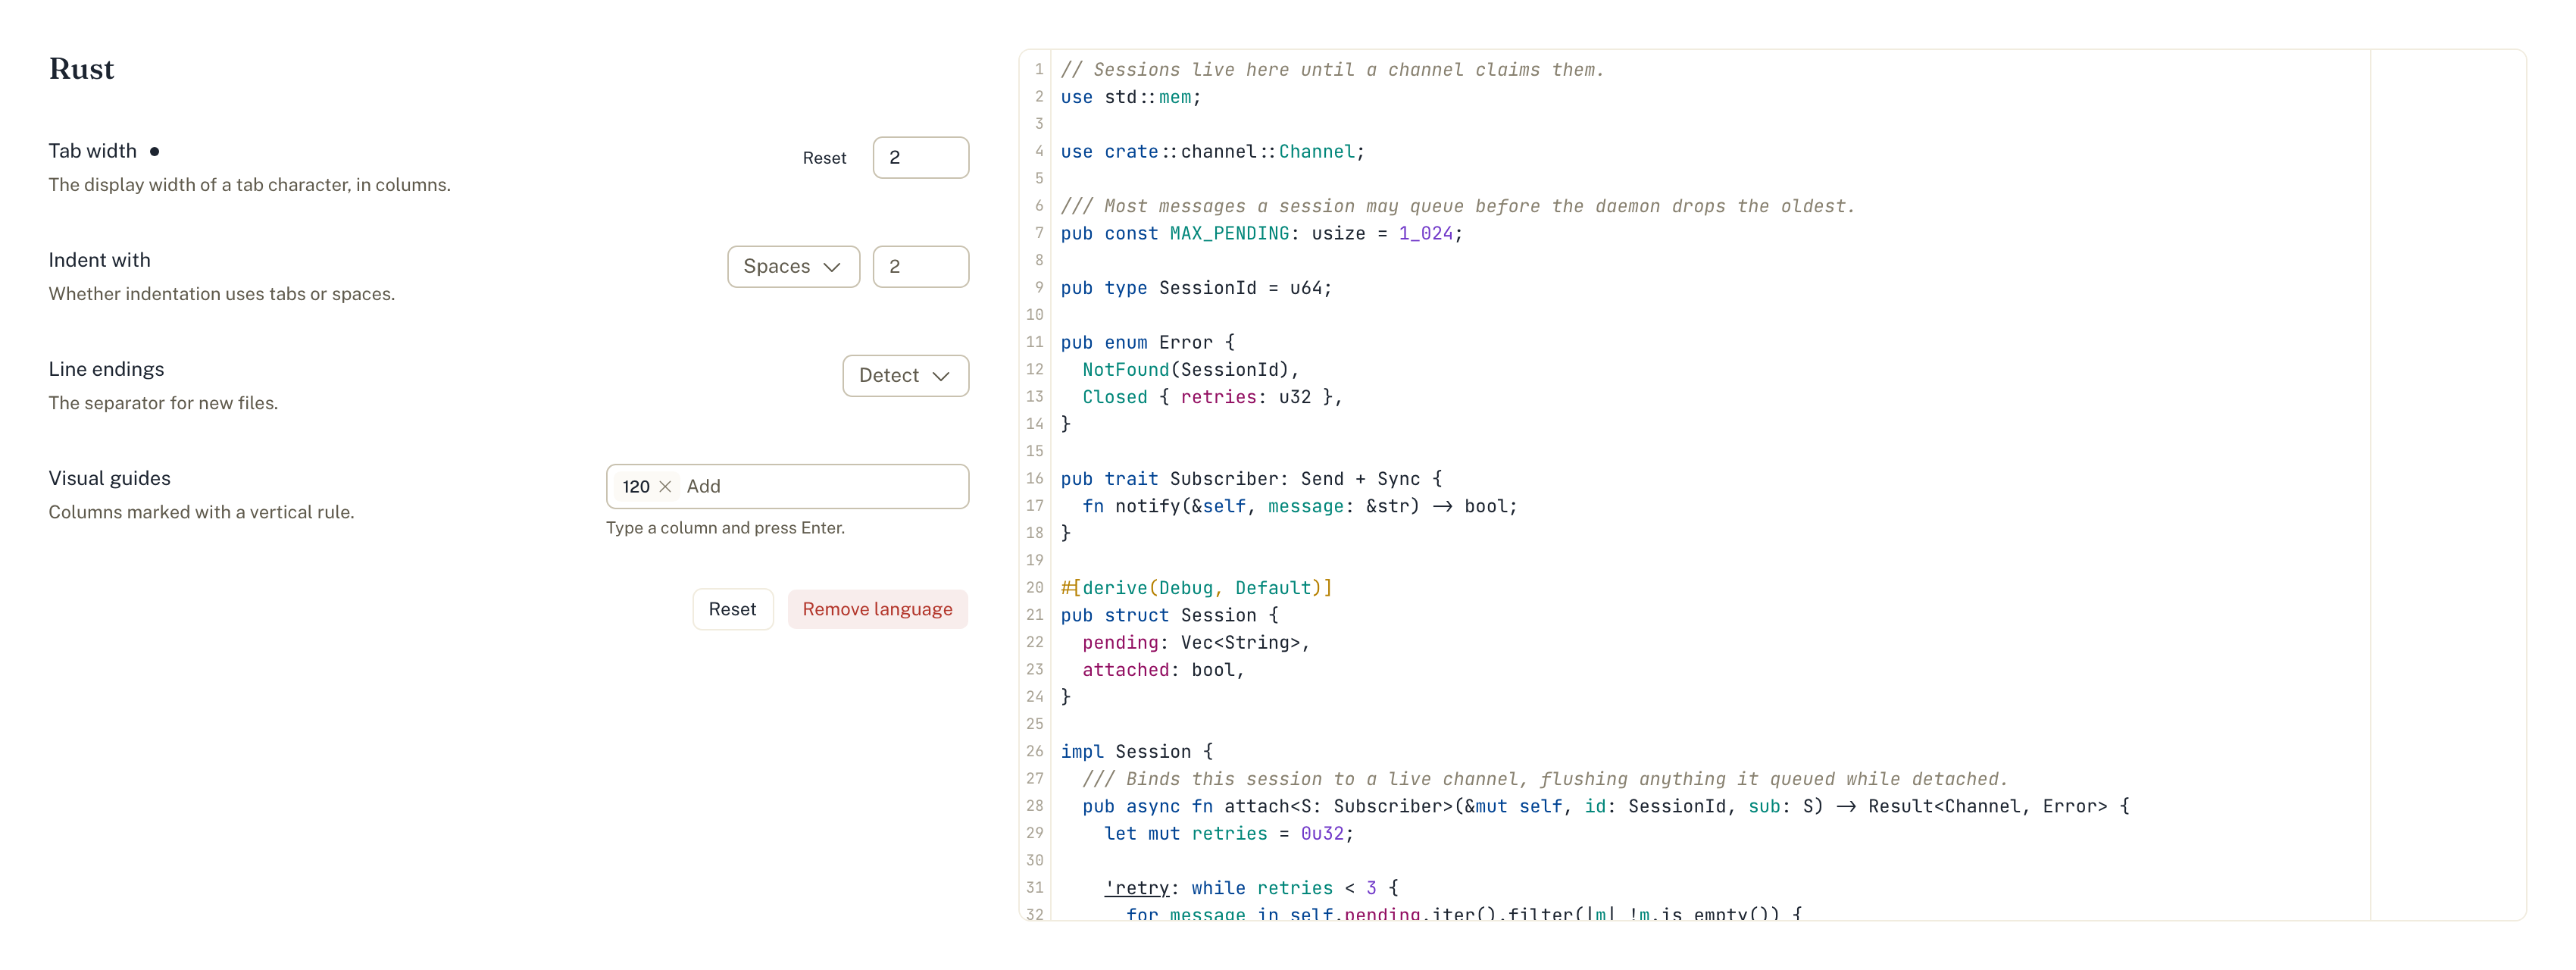 Rust
Tab width
The display width of a tab character, in columns.
Reset
2
Indent with
Whether indentation uses tabs or spaces.
Spaces
2
Line endings
The separator for new files.
Detect
Visual guides
Columns marked with a vertical rule.
120
Add
Type a column and press Enter.
Reset
Remove language
1 // Sessions live here until a channel claims them.
2 use std::mem;
3
4 use crate::channel::Channel;
5
6 /// Most messages a session may queue before the daemon drops the oldest.
7 pub const MAX_PENDING: usize = 1_024;
8
9 pub type SessionId = u64;
10
11 pub enum Error {
12   NotFound(SessionId),
13   Closed { retries: u32 },
14 }
15
16 pub trait Subscriber: Send + Sync {
17   fn notify(&self, message: &str) -> bool;
18 }
19
20 #[derive(Debug, Default)]
21 pub struct Session {
22   pending: Vec<String>,
23   attached: bool,
24 }
25
26 impl Session {
27   /// Binds this session to a live channel, flushing anything it queued while detached.
28   pub async fn attach<S: Subscriber>(&mut self, id: SessionId, sub: S) -> Result<Channel, Error> {
29     let mut retries = 0u32;
30
31     'retry: while retries < 3 {
32       for message in self.pending.iter().filter(|m| !m.is_empty()) {